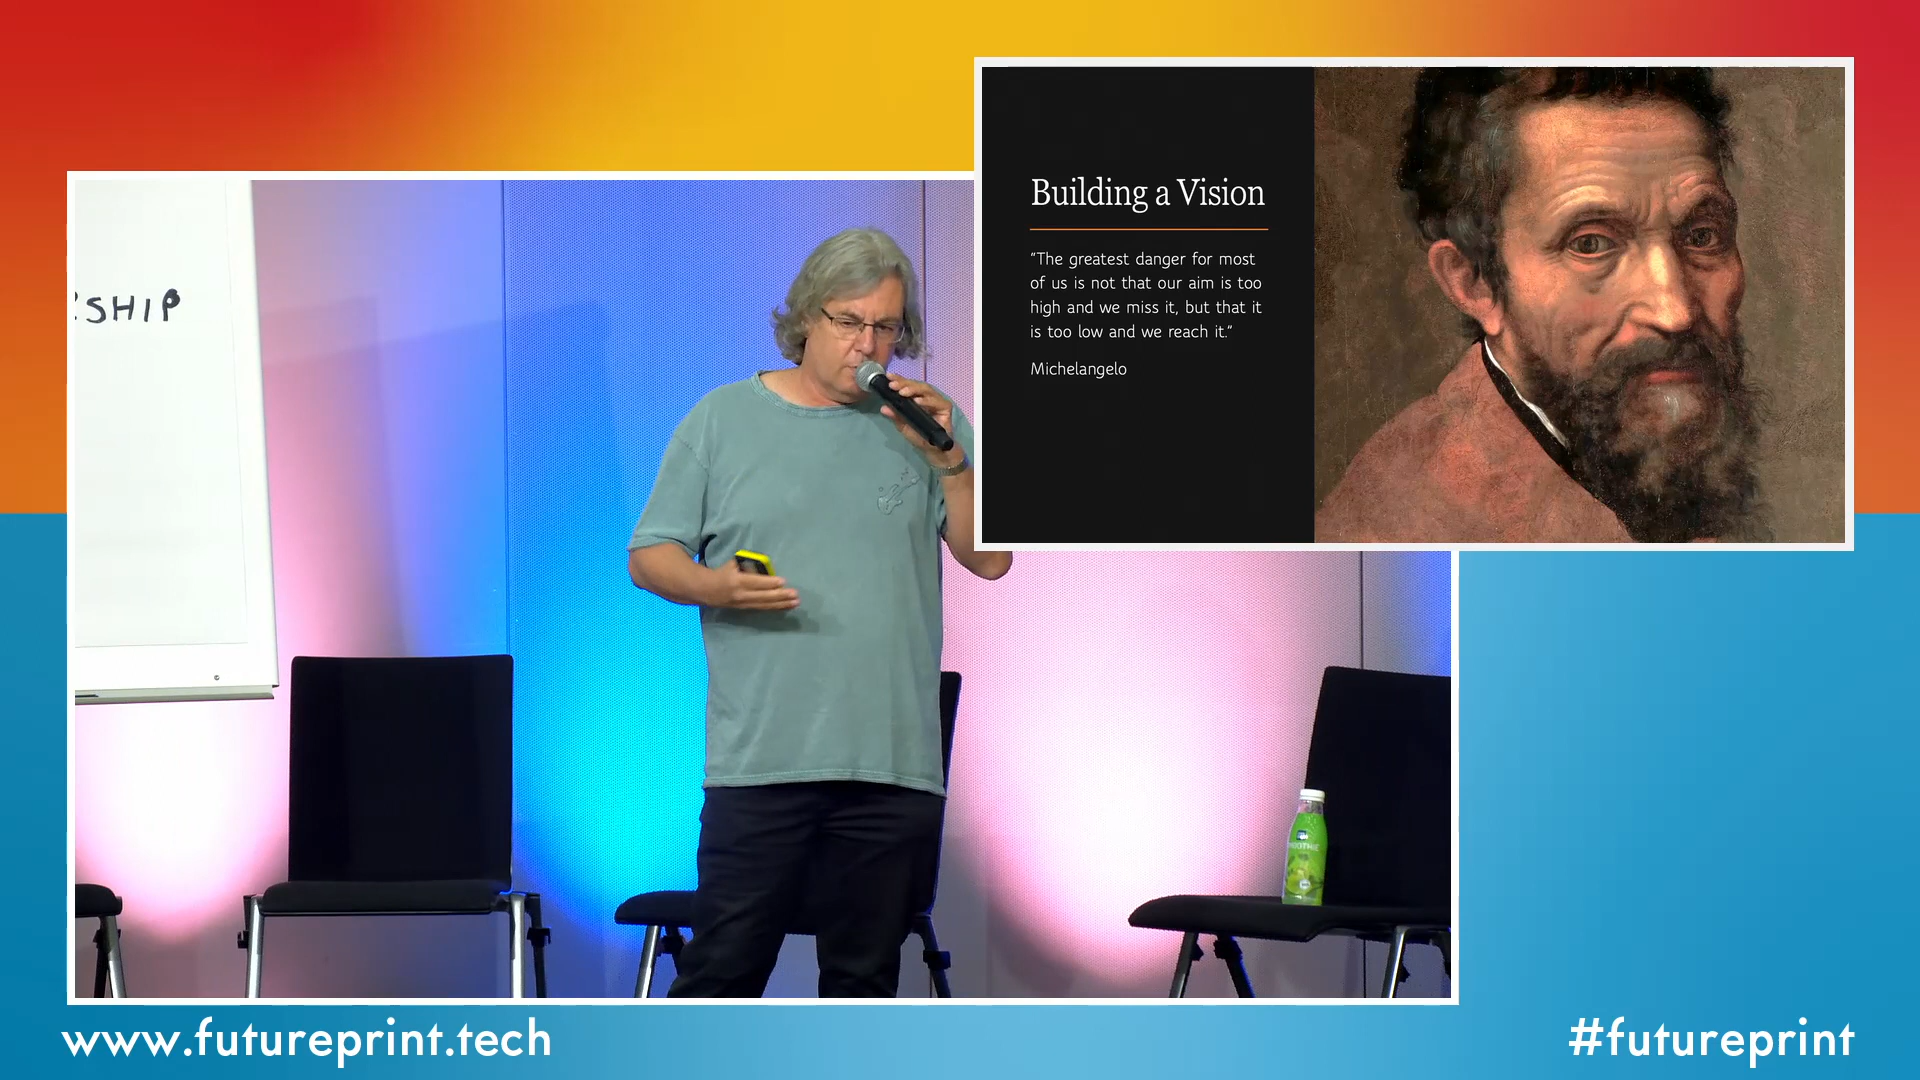 Building a Vision
“The greatest danger for most
of us is not that our aim is too
high and we miss it, but that it
is too low and we reach it.”
Michelangelo
SHIP
www.futureprint.tech
#futureprint